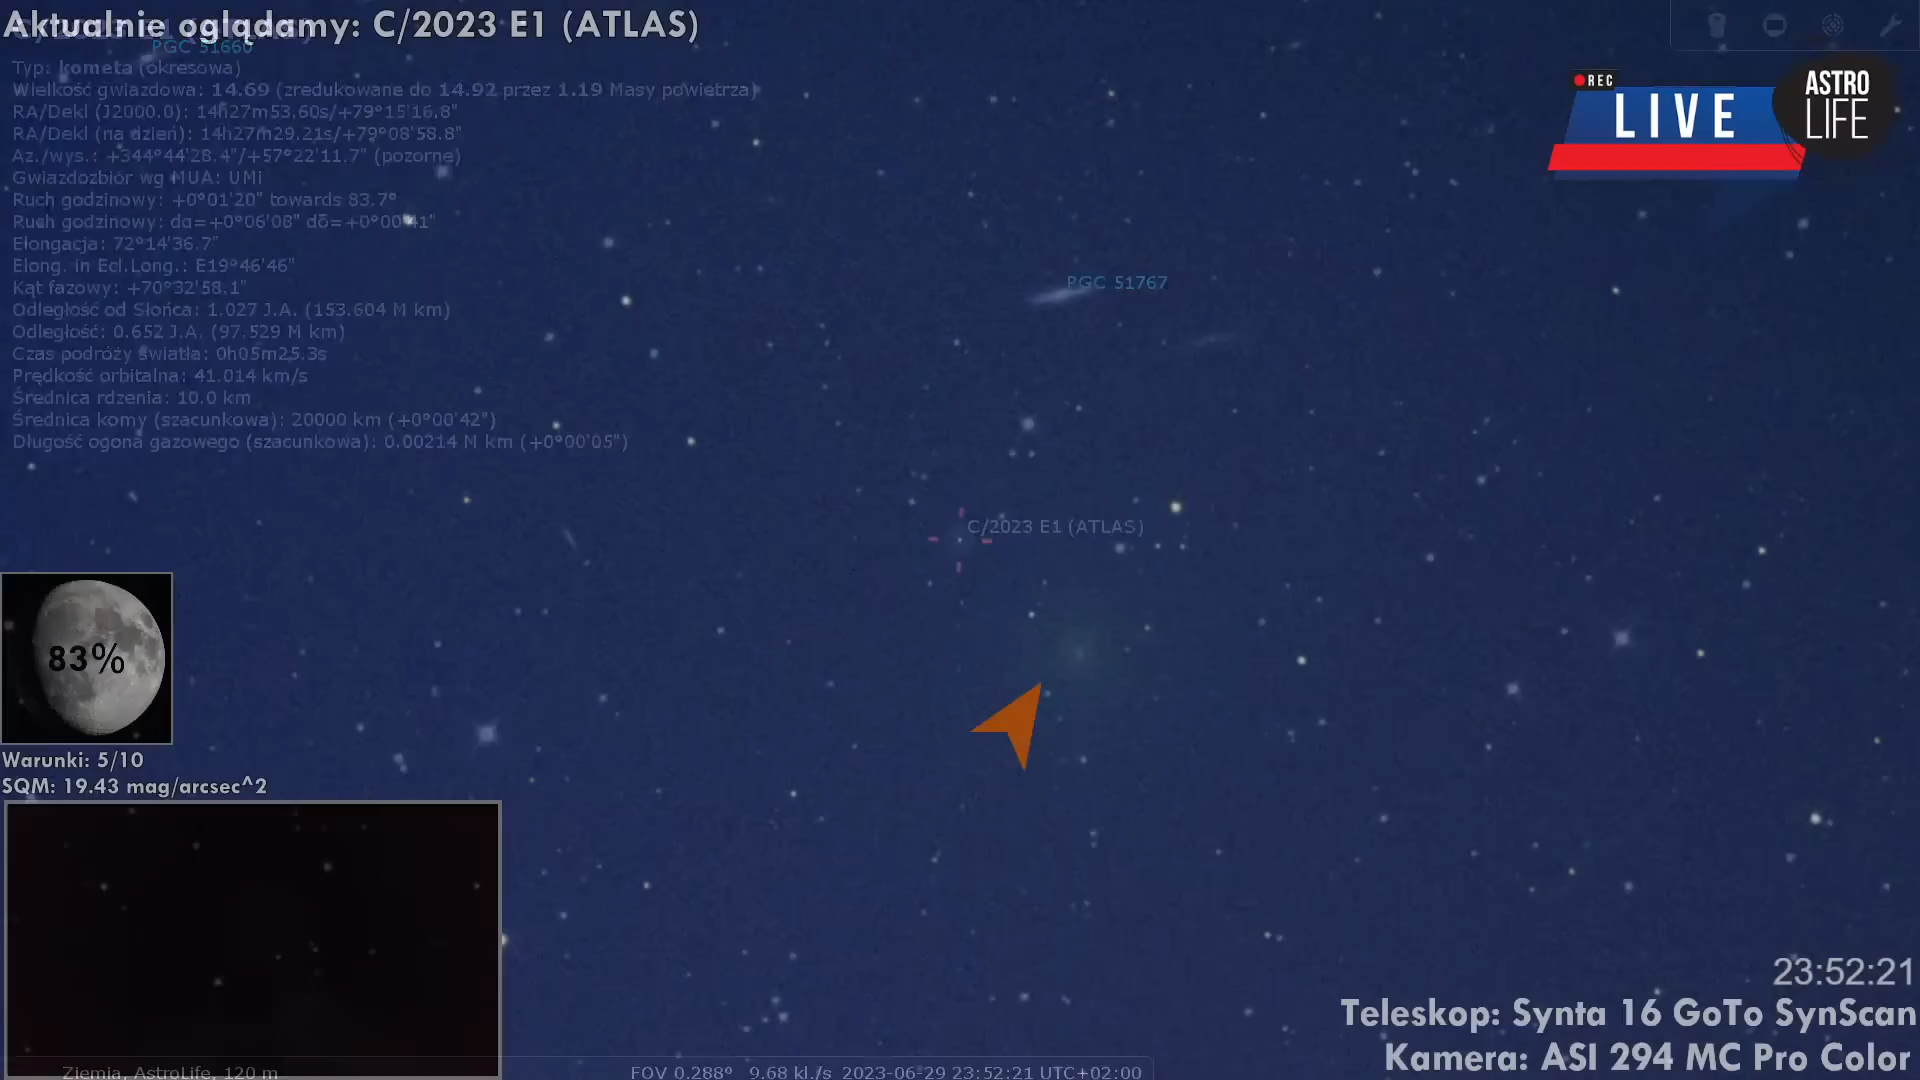 Aktualnie oglądamy: C/2023 E1 (ATLAS)
PGC 51660
Typ: kometa (okresowa)
Wielkość gwiazdowa: 14.69 (zredukowane do 14.92 przez 1.19 Masy powietrza)
RA/Dekl (J2000.0): 14h27m53.60s/+79°15'16.8"
RA/Dekl (na dzień): 14h27m29.21s/+79°08'58.8"
Az./wys.: +344°44'28.4"/+57°22'11.7" (pozorne)
Gwiazdozbiór wg MUA: UMi
Ruch godzinowy: +0°01'20" towards 83.7°
Ruch godzinowy: dα=+0°06'08" dδ=+0°00'41"
Elongacja: 72°14'36.7"
Elong. in Ecl.Long.: E19°46'46"
Kąt fazowy: +70°32'58.1"
Odległość od Słońca: 1.027 J.A. (153.604 M km)
Odległość: 0.652 J.A. (97.529 M km)
Czas podróży światła: 0h05m25.3s
Prędkość orbitalna: 41.014 km/s
Średnica rdzenia: 10.0 km
Średnica komy (szacunkowa): 20000 km (+0°00'42")
Długość ogona gazowego (szacunkowa): 0.00214 M km (+0°00'05")
REC
LIVE
ASTRO
LIFE
PGC 51767
C/2023 E1 (ATLAS)
83%
Warunki: 5/10
SQM: 19.43 mag/arcsec^2
23:52:21
Teleskop: Synta 16 GoTo SynScan
Kamera: ASI 294 MC Pro Color
Ziemia, AstroLife, 120 m
FOV 0.288° 9.68 kl./s 2023-06-29 23:52:21 UTC+02:00